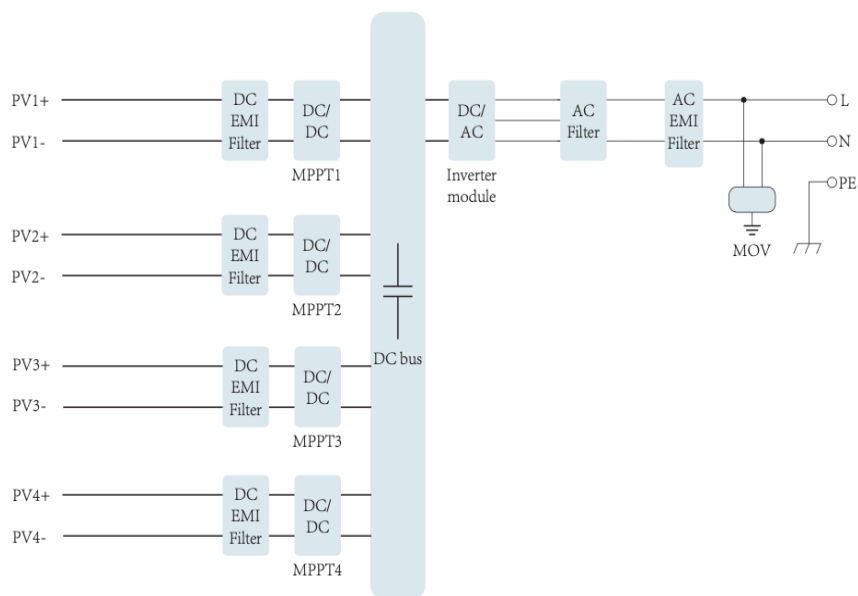 PV1+
PV1-
DC
EMI
Filter
DC/
DC
MPPT1
DC/
AC
Inverter
module
AC
Filter
AC
EMI
Filter
L
N
PE
MOV
PV2+
PV2-
DC
EMI
Filter
DC/
DC
MPPT2
DC bus
PV3+
PV3-
DC
EMI
Filter
DC/
DC
MPPT3
PV4+
PV4-
DC
EMI
Filter
DC/
DC
MPPT4